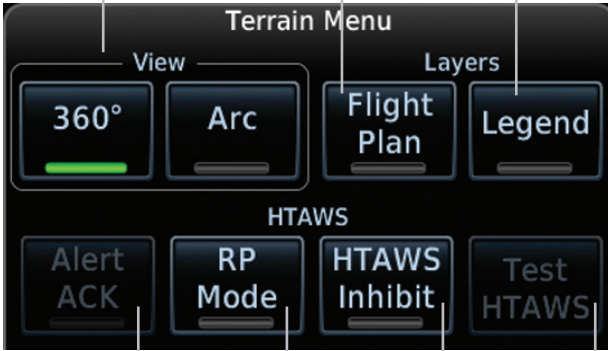 Terrain Menu
View
Layers
360°
Arc
Flight
Plan
Legend
HTAWS
Alert
ACK
RP
Mode
HTAWS
Inhibit
Test
HTAWS